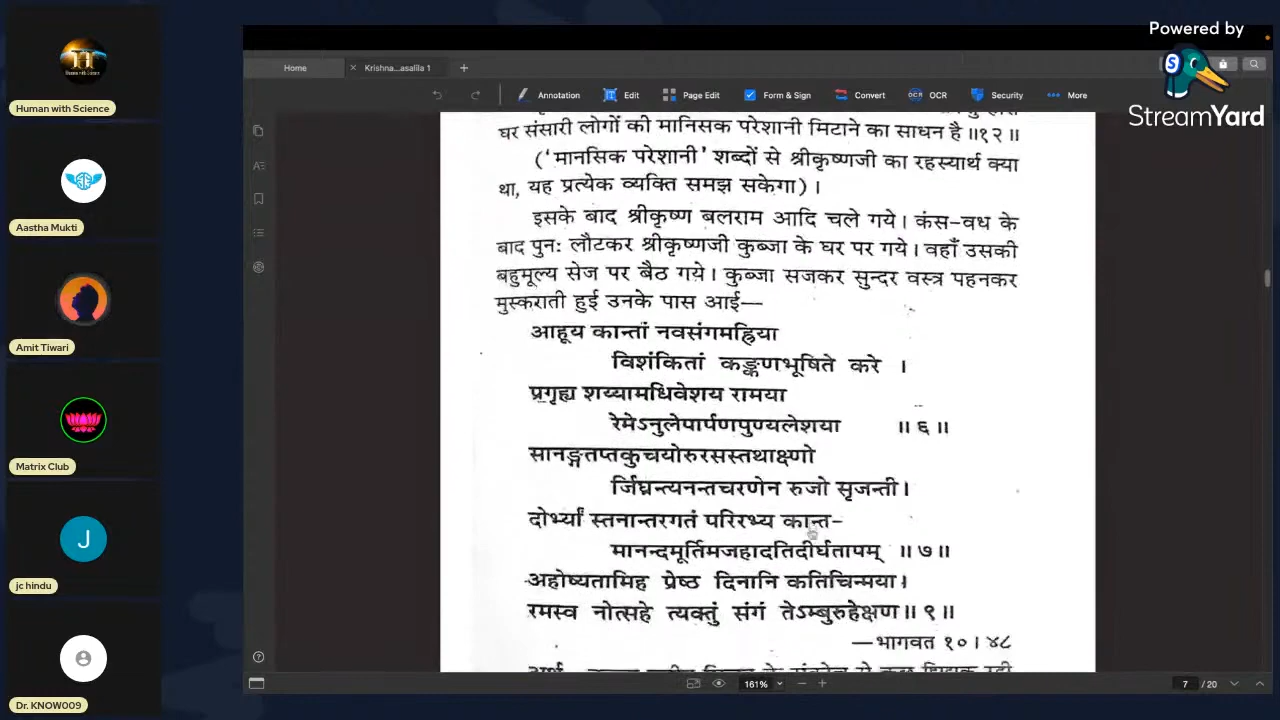 Powered by
StreamYard
Human with Science
Aastha Mukti
Amit Tiwari
Matrix Club
J
jc hindu
Dr. KNOW009
Home
Krishna...asalila 1
Annotation
Edit
Page Edit
Form & Sign
Convert
OCR
OCR
Security
More
घर संसारी लोगों की मानिसक परेशानी मिटाने का साधन है ॥१२॥
('मानसिक परेशानी' शब्दों से श्रीकृष्णजी का रहस्यार्थ क्या
था, यह प्रत्येक व्यक्ति समझ सकेगा)।
इसके बाद श्रीकृष्ण बलराम आदि चले गये। कंस-वध के
बाद पुनः लौटकर श्रीकृष्णजी कुब्जा के घर पर गये। वहाँ उसकी
बहुमूल्य सेज पर बैठ गये। कुब्जा सजकर सुन्दर वस्त्र पहनकर
मुस्कराती हुई उनके पास आई—
आहूय कान्तां नवसंगमह्रिया
विशंकितां कङ्कणभूषिते करे ।
प्रगृह्य शय्यामधिवेशय रामया
रेमेऽनुलेपार्पणपुण्यलेशया ॥ ६ ॥
सानङ्गतप्तकुचयोरुरसस्तथाक्ष्णो
र्जिघ्रन्त्यनन्तचरणेन रुजो सृजन्ती।
दोर्भ्यां स्तनान्तरगतं परिरभ्य कान्त-
मानन्दमूर्तिमजहादतिदीर्घतापम् ॥ ७ ॥
अहोष्यतामिह प्रेष्ठ दिनानि कतिचिन्मया।
रमस्व नोत्सहे त्यक्तुं संगं तेऽम्बुरुहेक्षण॥ ९ ॥
—भागवत १०।४८
161%
7 / 20